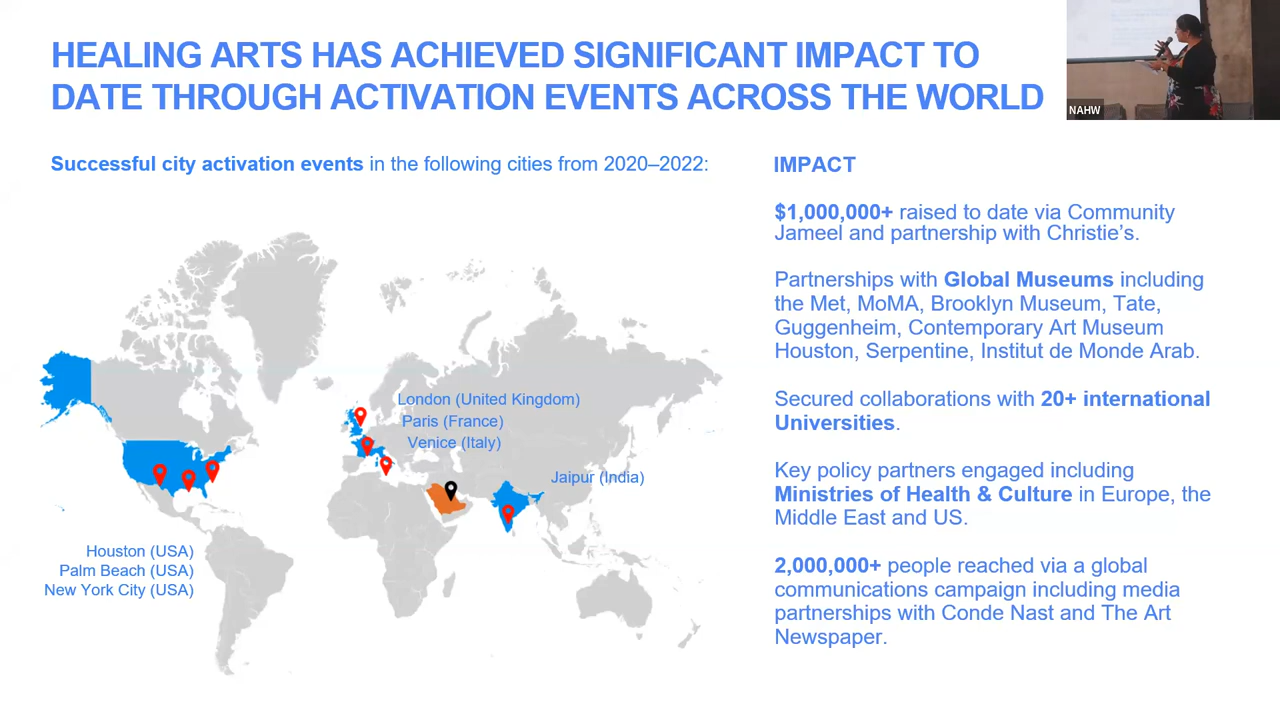 HEALING ARTS HAS ACHIEVED SIGNIFICANT IMPACT TO
DATE THROUGH ACTIVATION EVENTS ACROSS THE WORLD
NAHW
Successful city activation events in the following cities from 2020–2022:
London (United Kingdom)
Paris (France)
Venice (Italy)
Jaipur (India)
Houston (USA)
Palm Beach (USA)
New York City (USA)
IMPACT
$1,000,000+ raised to date via Community
Jameel and partnership with Christie's.
Partnerships with Global Museums including
the Met, MoMA, Brooklyn Museum, Tate,
Guggenheim, Contemporary Art Museum
Houston, Serpentine, Institut de Monde Arab.
Secured collaborations with 20+ international
Universities.
Key policy partners engaged including
Ministries of Health & Culture in Europe, the
Middle East and US.
2,000,000+ people reached via a global
communications campaign including media
partnerships with Conde Nast and The Art
Newspaper.